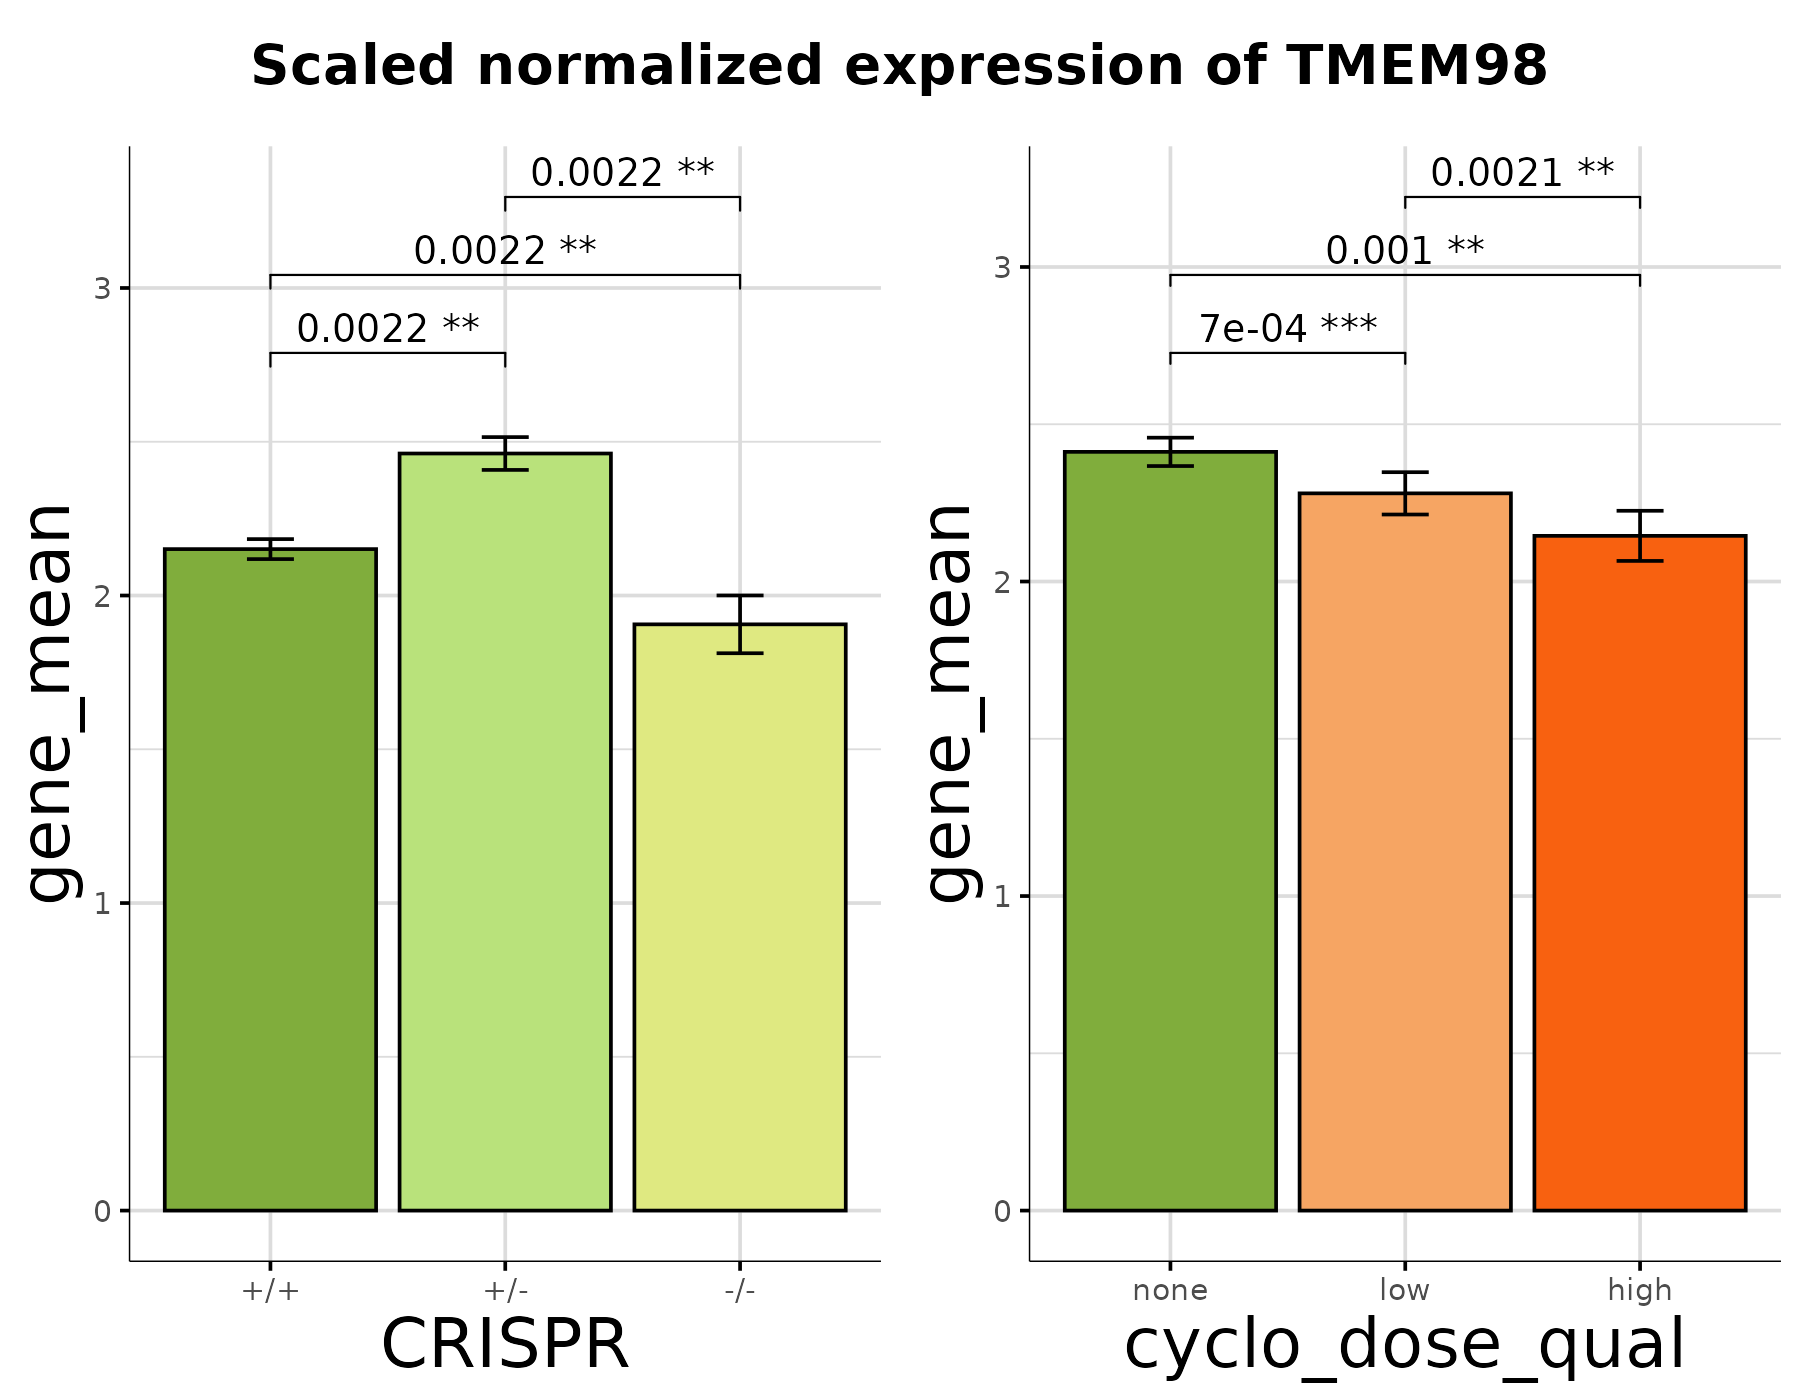 Scaled normalized expression of TMEM98
gene_mean
3
2
1
0
0.0022 **
0.0022 **
0.0022 **
+/+
+/-
-/-
CRISPR
gene_mean
3
2
1
0
0.0021 **
0.001 **
7e-04 ***
none
low
high
cyclo_dose_qual